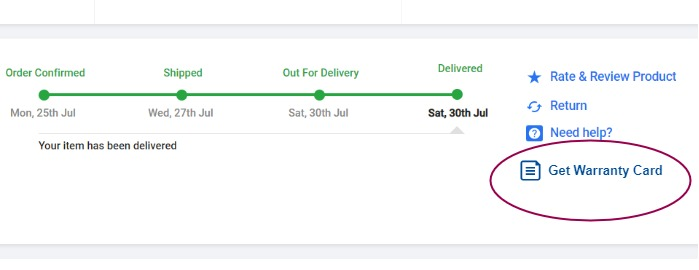 Order Confirmed
Shipped
Out For Delivery
Delivered
Mon, 25th Jul
Wed, 27th Jul
Sat, 30th Jul
Sat, 30th Jul
Your item has been delivered
Rate & Review Product
Return
Need help?
Get Warranty Card